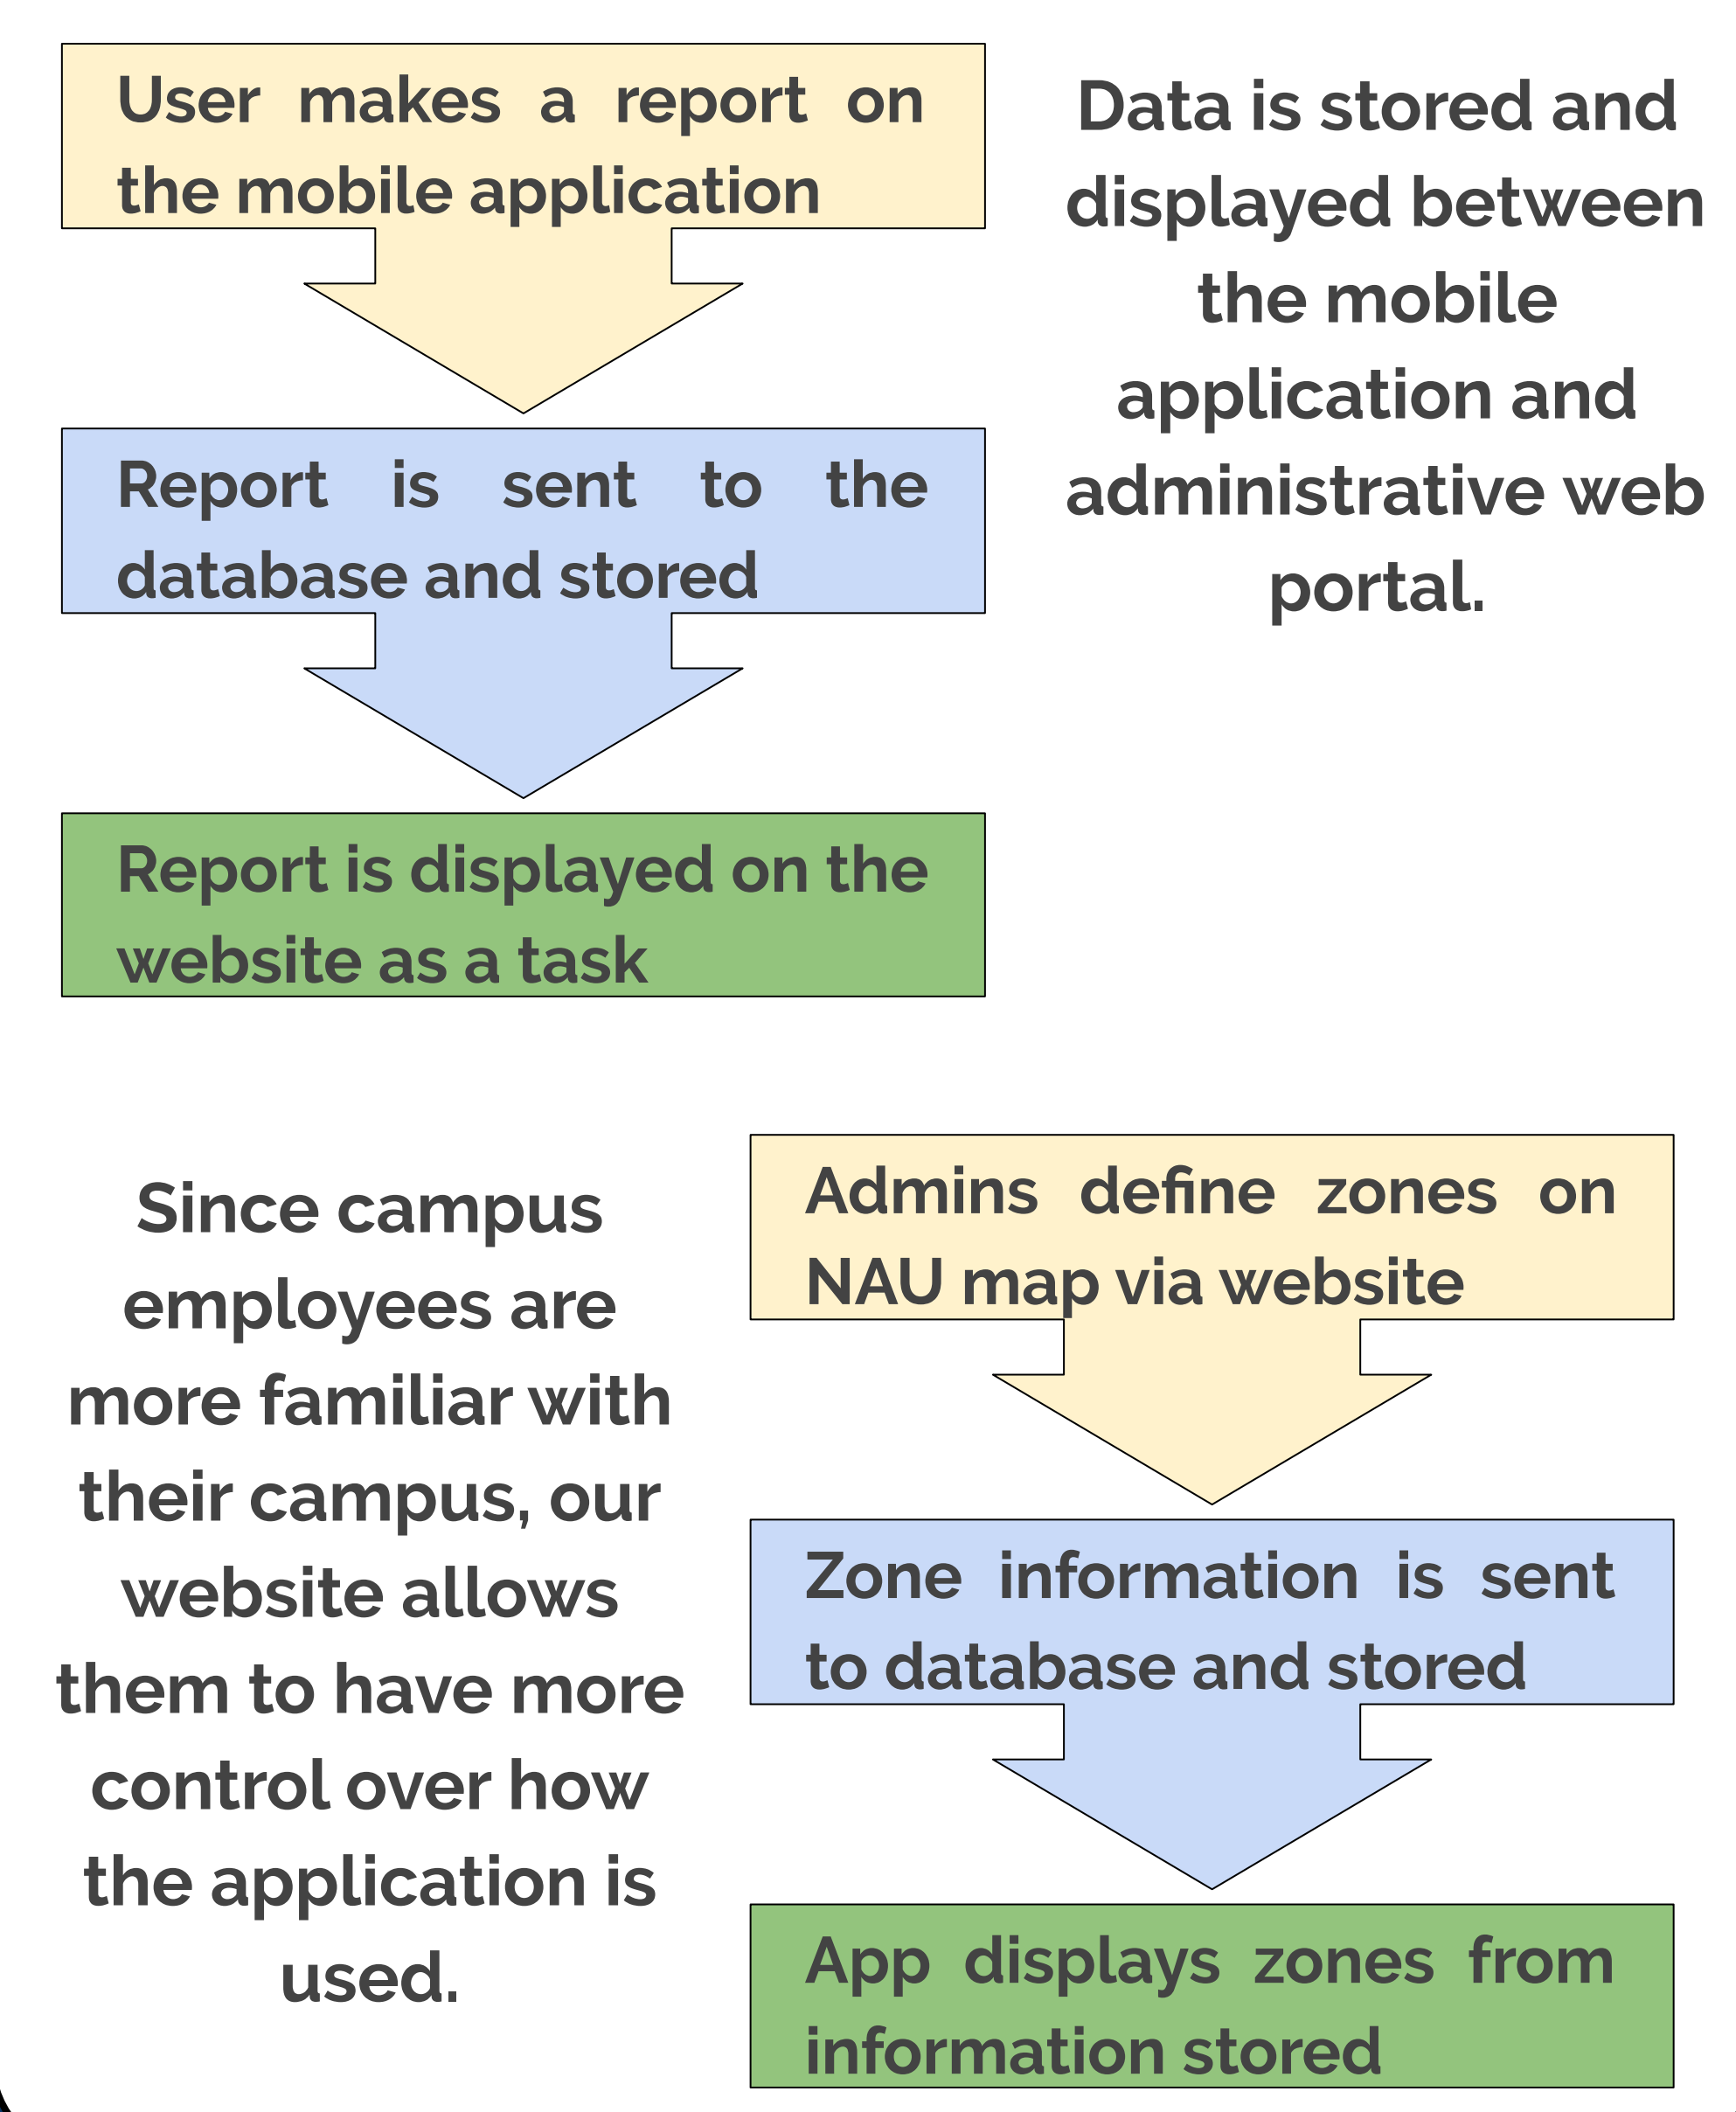 User makes a report on
the mobile application
Data is stored and
displayed between
the mobile
application and
administrative web
portal.
Report is sent to the
database and stored
Report is displayed on the
website as a task
Since campus
employees are
more familiar with
their campus, our
website allows
them to have more
control over how
the application is
used.
Admins define zones on
NAU map via website
Zone information is sent
to database and stored
App displays zones from
information stored